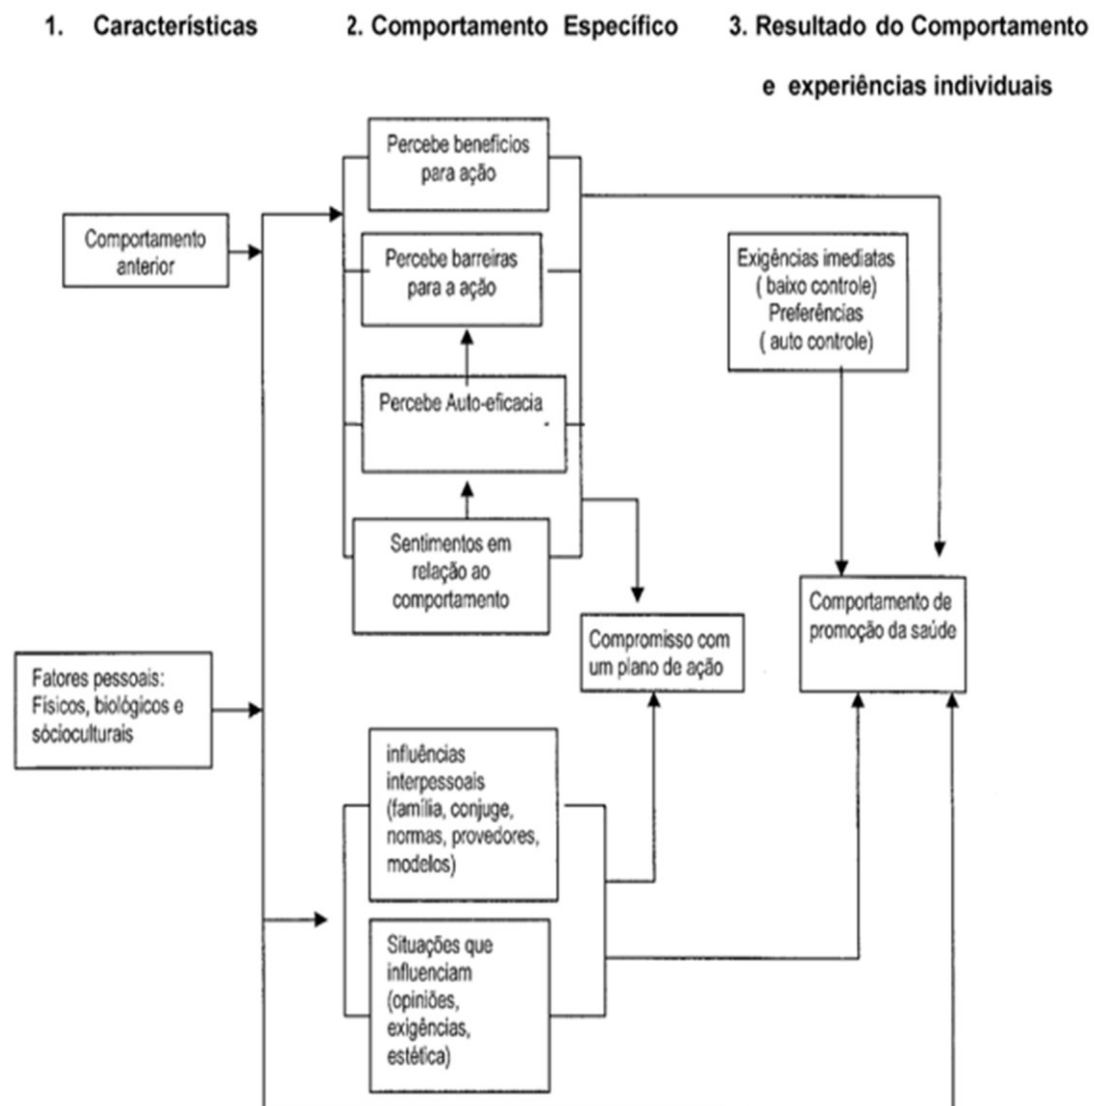 1. Características
2. Comportamento Específico
3. Resultado do Comportamento
e experiências individuais
Percebe benefícios
para ação
Comportamento
anterior
Percebe barreiras
para a ação
Exigências imediatas
( baixo controle)
Preferências
( auto controle)
Percebe Auto-eficacia
Sentimentos em
relação ao
comportamento
Comportamento de
promoção da saúde
Compromisso com
um plano de ação
Fatores pessoais:
Físicos, biológicos e
sócioculturais
influências
interpessoais
(família, conjuge,
normas, provedores,
modelos)
Situações que
influenciam
(opiniões,
exigências,
estética)